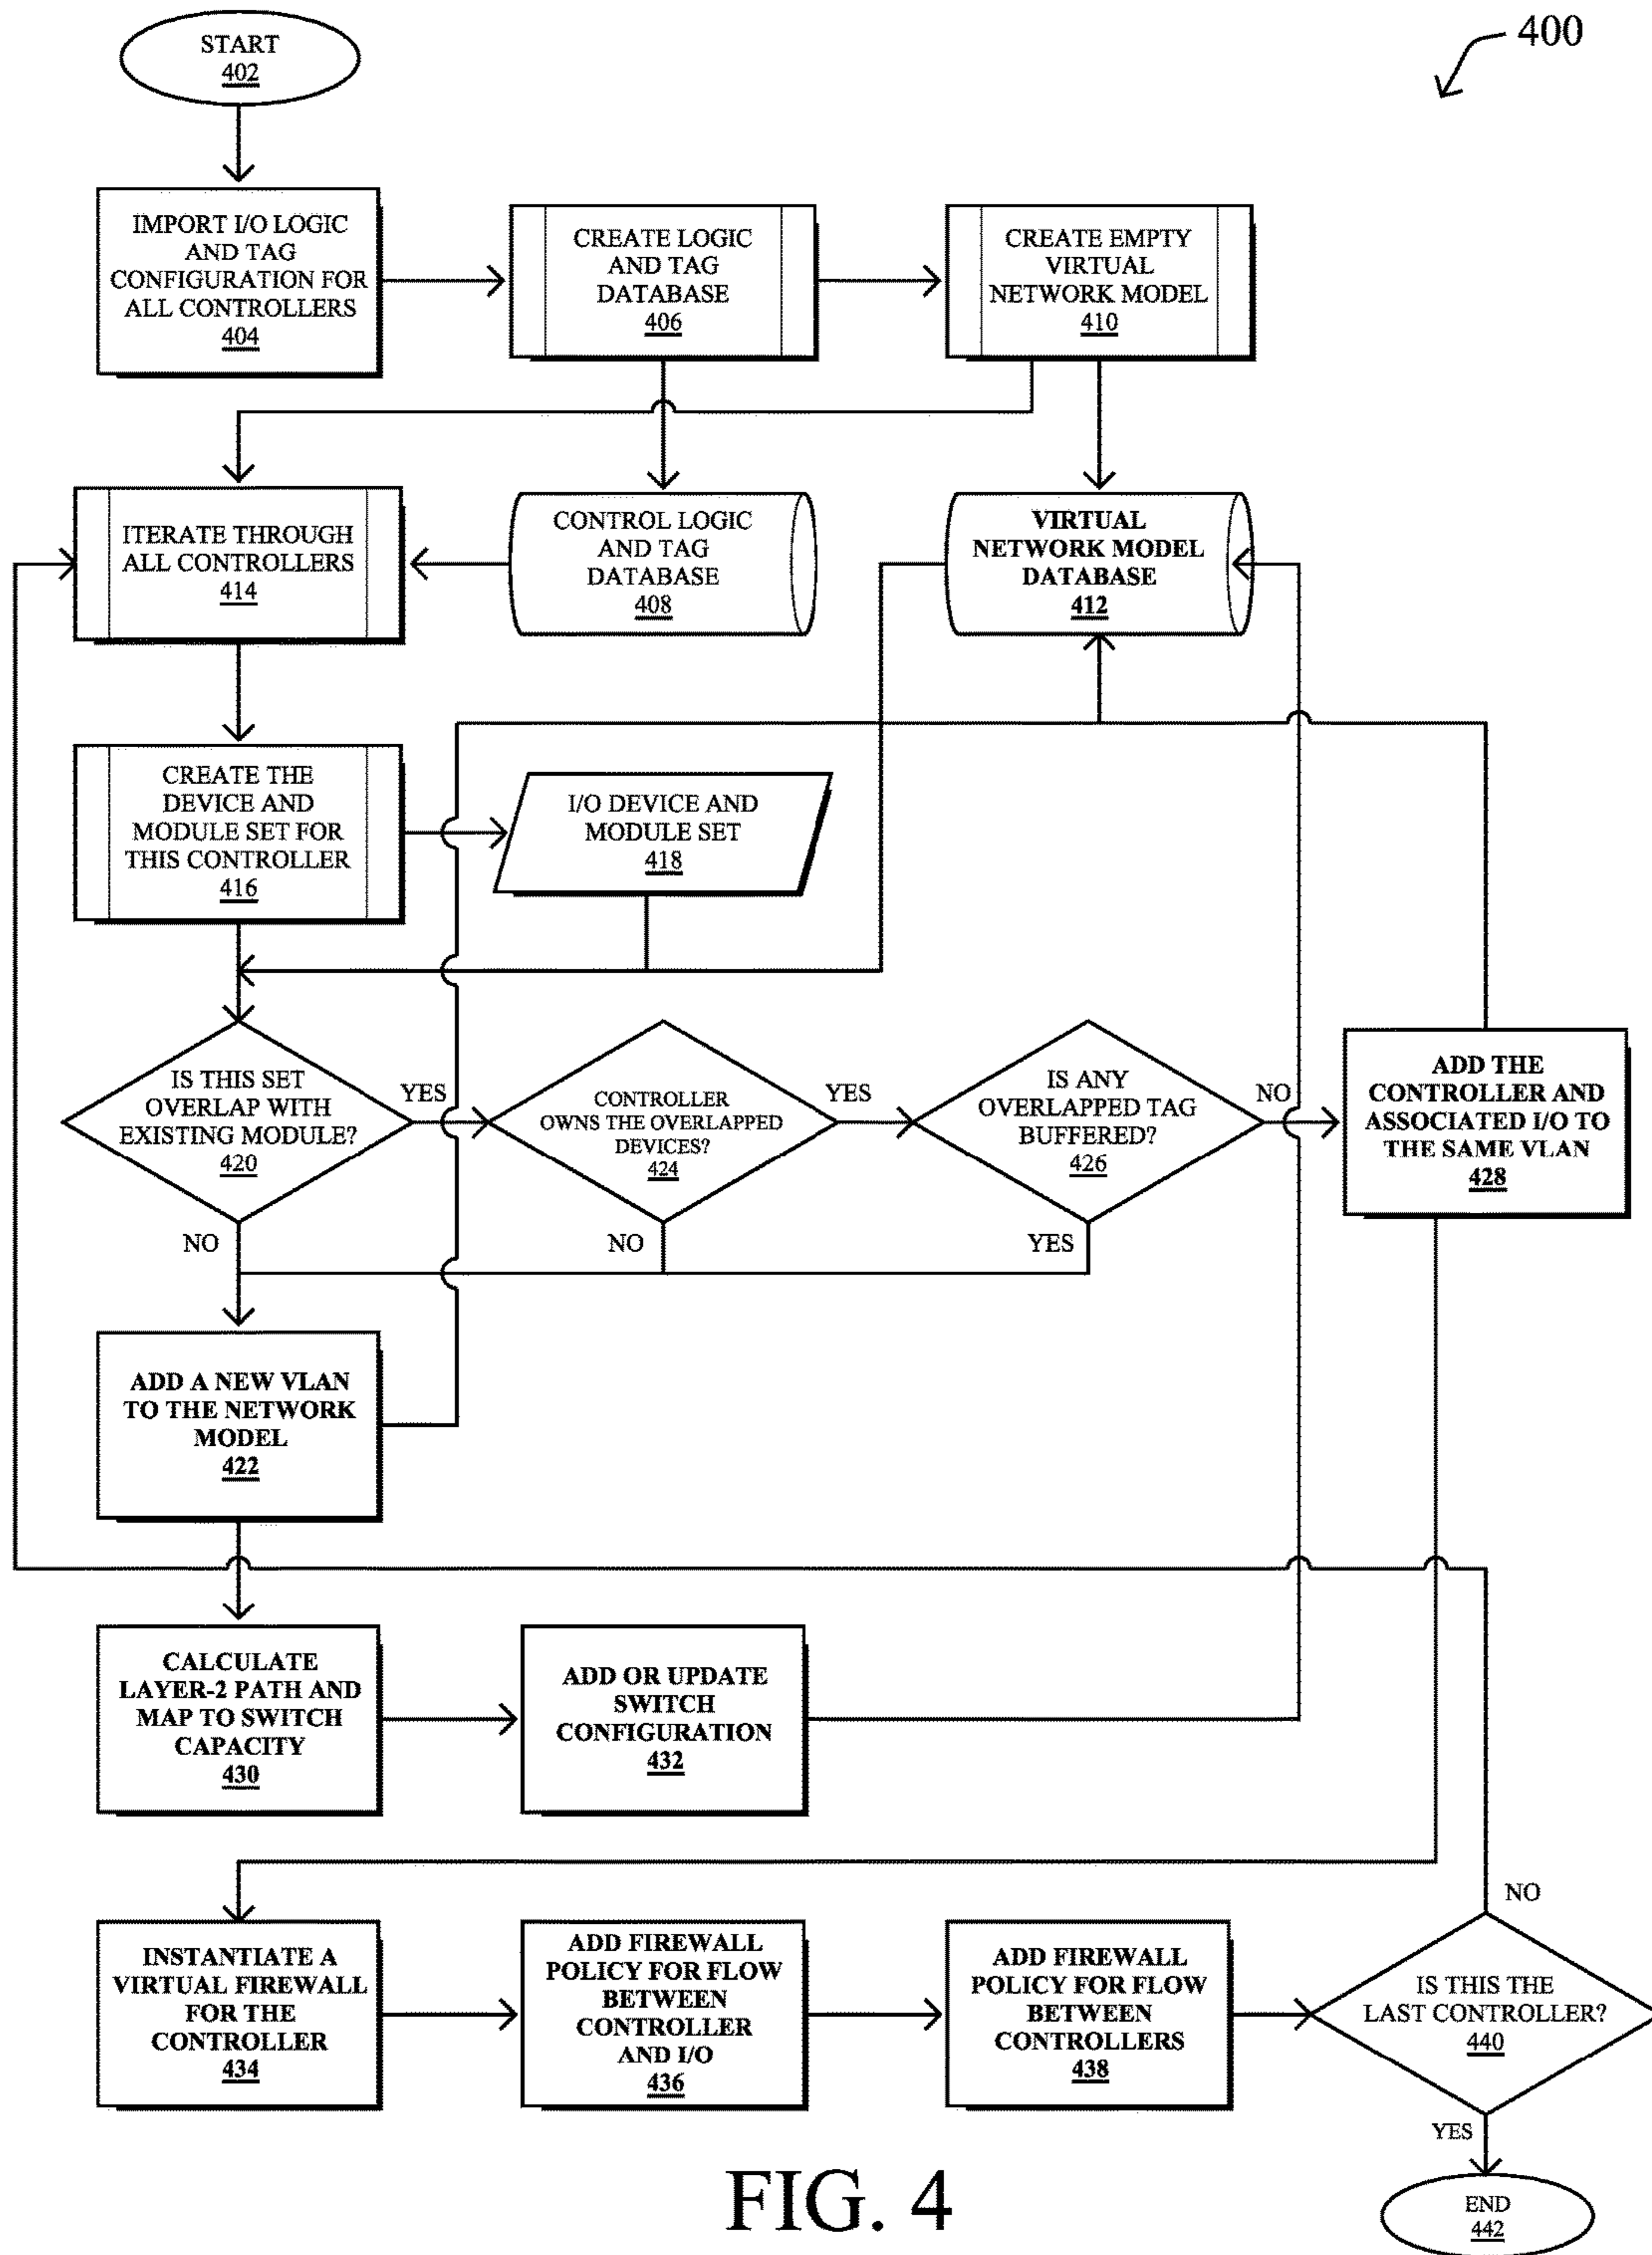 400
START
402
IMPORT I/O LOGIC
AND TAG
CONFIGURATION FOR
ALL CONTROLLERS
404
CREATE LOGIC
AND TAG
DATABASE
406
CREATE EMPTY
VIRTUAL
NETWORK MODEL
410
ITERATE THROUGH
ALL CONTROLLERS
414
CONTROL LOGIC
AND TAG
DATABASE
408
VIRTUAL
NETWORK MODEL
DATABASE
412
CREATE THE
DEVICE AND
MODULE SET FOR
THIS CONTROLLER
416
I/O DEVICE AND
MODULE SET
418
IS THIS SET
OVERLAP WITH
EXISTING MODULE?
420
YES
NO
CONTROLLER
OWNS THE OVERLAPPED
DEVICES?
424
YES
NO
IS ANY
OVERLAPPED TAG
BUFFERED?
426
NO
YES
ADD THE
CONTROLLER AND
ASSOCIATED I/O TO
THE SAME VLAN
428
ADD A NEW VLAN
TO THE NETWORK
MODEL
422
CALCULATE
LAYER-2 PATH AND
MAP TO SWITCH
CAPACITY
430
ADD OR UPDATE
SWITCH
CONFIGURATION
432
INSTANTIATE A
VIRTUAL FIREWALL
FOR THE
CONTROLLER
434
ADD FIREWALL
POLICY FOR FLOW
BETWEEN
CONTROLLER
AND I/O
436
ADD FIREWALL
POLICY FOR FLOW
BETWEEN
CONTROLLERS
438
NO
IS THIS THE
LAST CONTROLLER?
440
YES
END
442
FIG. 4